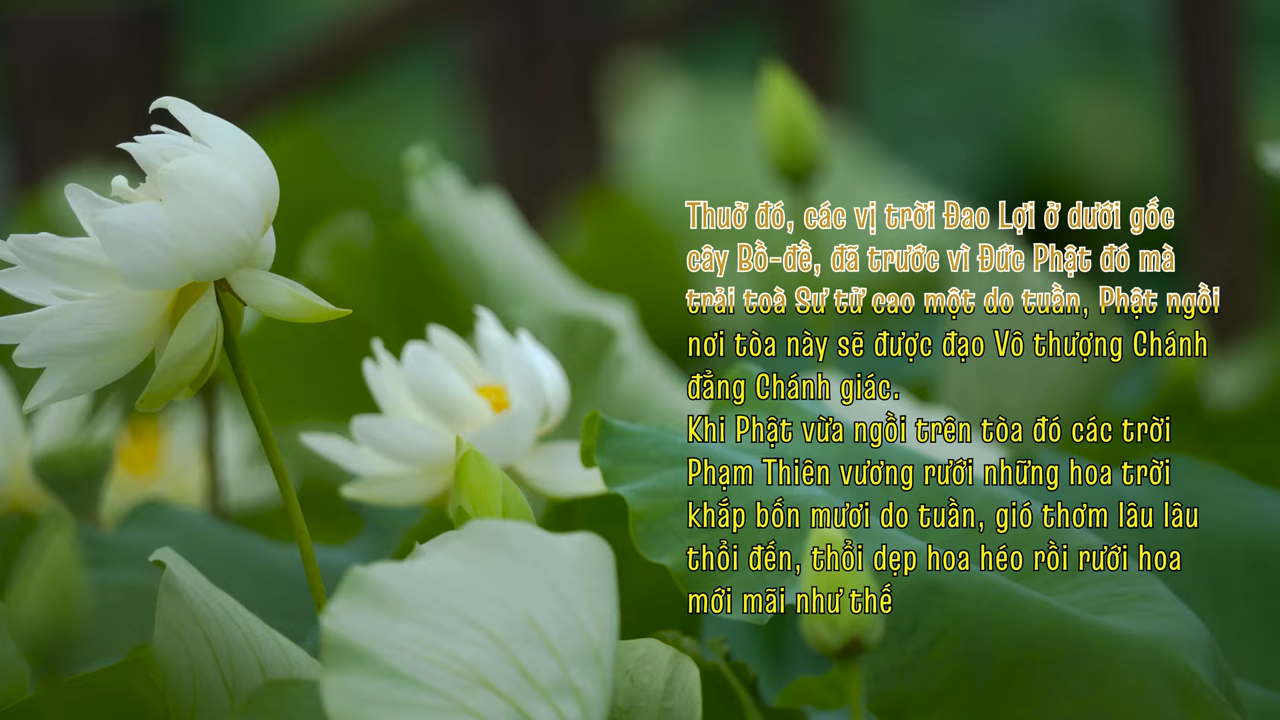 Thuở đó, các vị trời Đao Lợi ở dưới gốc
cây Bồ-đề, đã trước vì Đức Phật đó mà
trải toà Sư tử cao một do tuần, Phật ngồi
nơi tòa này sẽ được đạo Vô thượng Chánh
đẳng Chánh giác.
Khi Phật vừa ngồi trên tòa đó các trời
Phạm Thiên vương rưới những hoa trời
khắp bốn mươi do tuần, gió thơm lâu lâu
thổi đến, thổi dẹp hoa héo rồi rưới hoa
mới mãi như thế